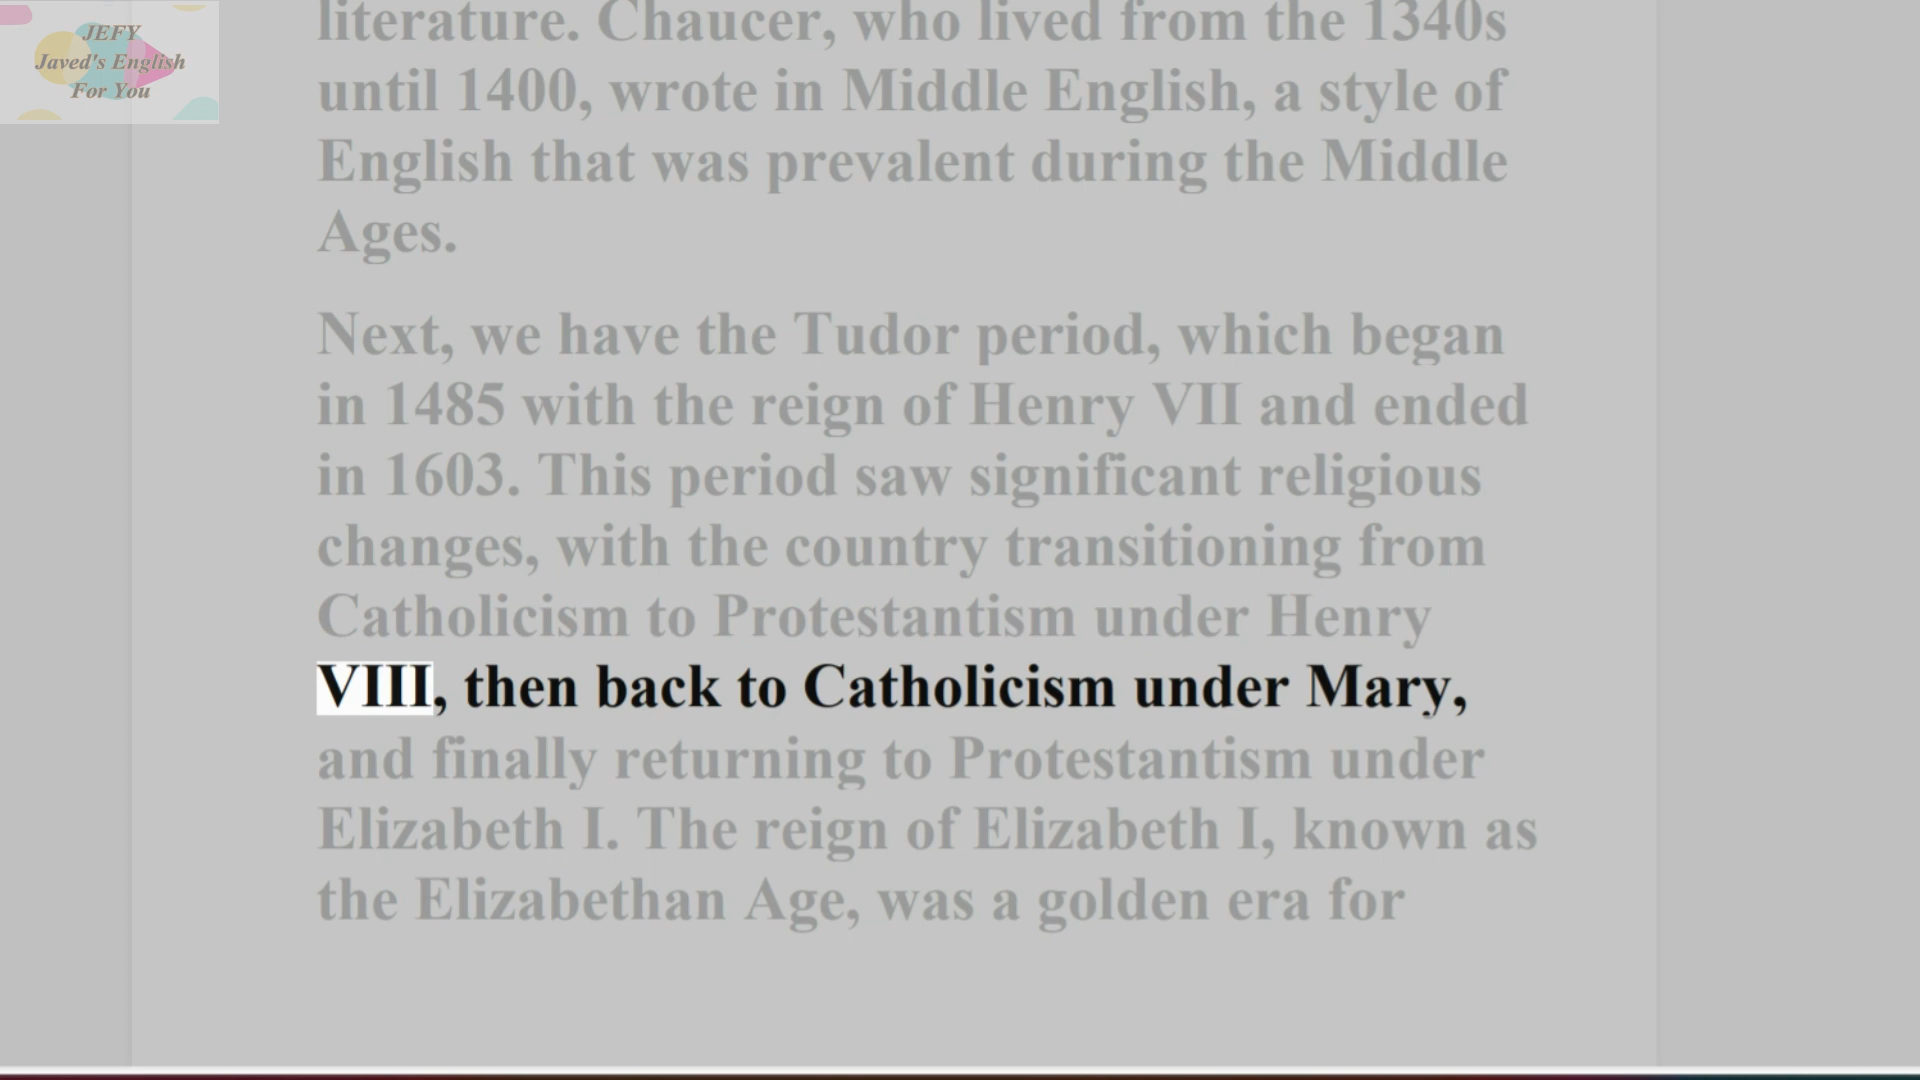 JEFY
Javed's English
For You
literature. Chaucer, who lived from the 1340s
until 1400, wrote in Middle English, a style of
English that was prevalent during the Middle
Ages.
Next, we have the Tudor period, which began
in 1485 with the reign of Henry VII and ended
in 1603. This period saw significant religious
changes, with the country transitioning from
Catholicism to Protestantism under Henry
VIII, then back to Catholicism under Mary,
and finally returning to Protestantism under
Elizabeth I. The reign of Elizabeth I, known as
the Elizabethan Age, was a golden era for